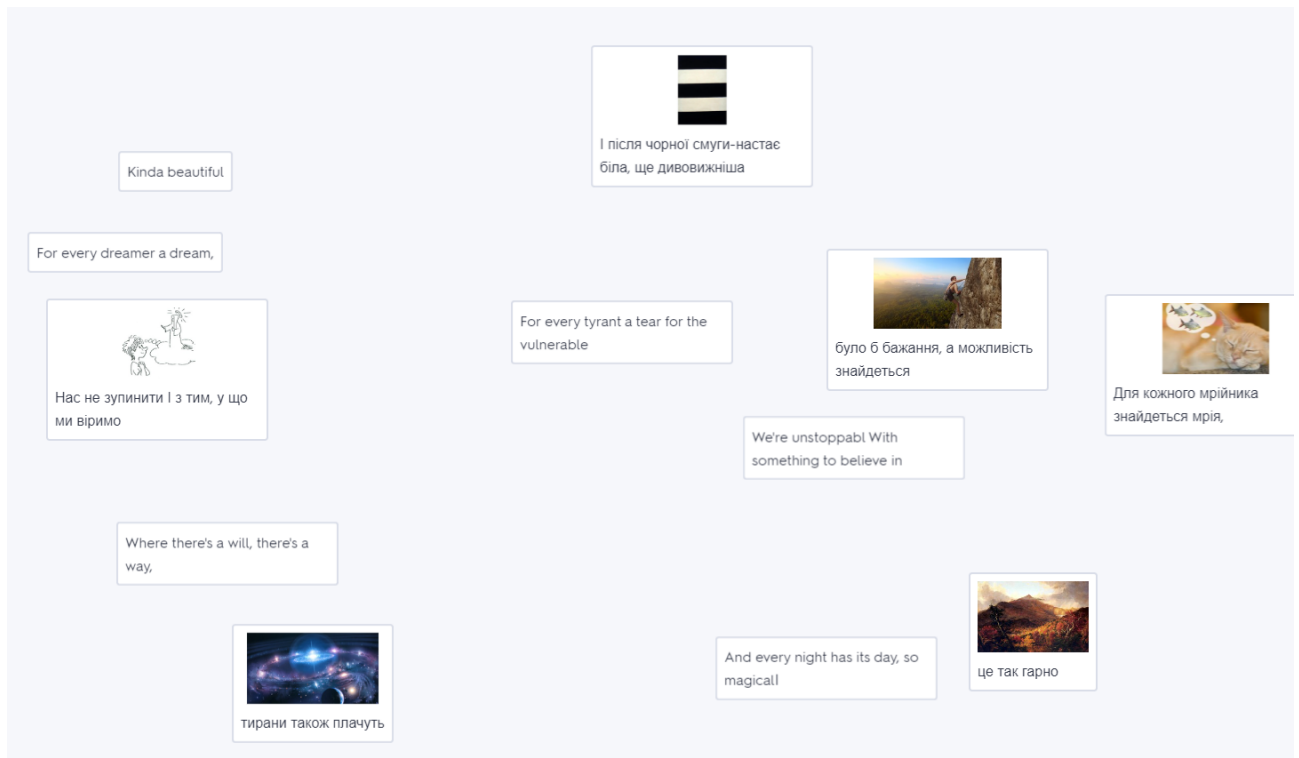 І після чорної смуги-настає
біла, ще дивовижніша
Kinda beautiful
For every dreamer a dream,
Нас не зупинити І з тим, у що
ми віримо
For every tyrant a tear for the
vulnerable
було б бажання, а можливість
знайдеться
Для кожного мрійника
знайдеться мрія,
We're unstoppabl With
something to believe in
Where there's a will, there's a
way,
тирани також плачуть
And every night has its day, so
magicalІ
це так гарно